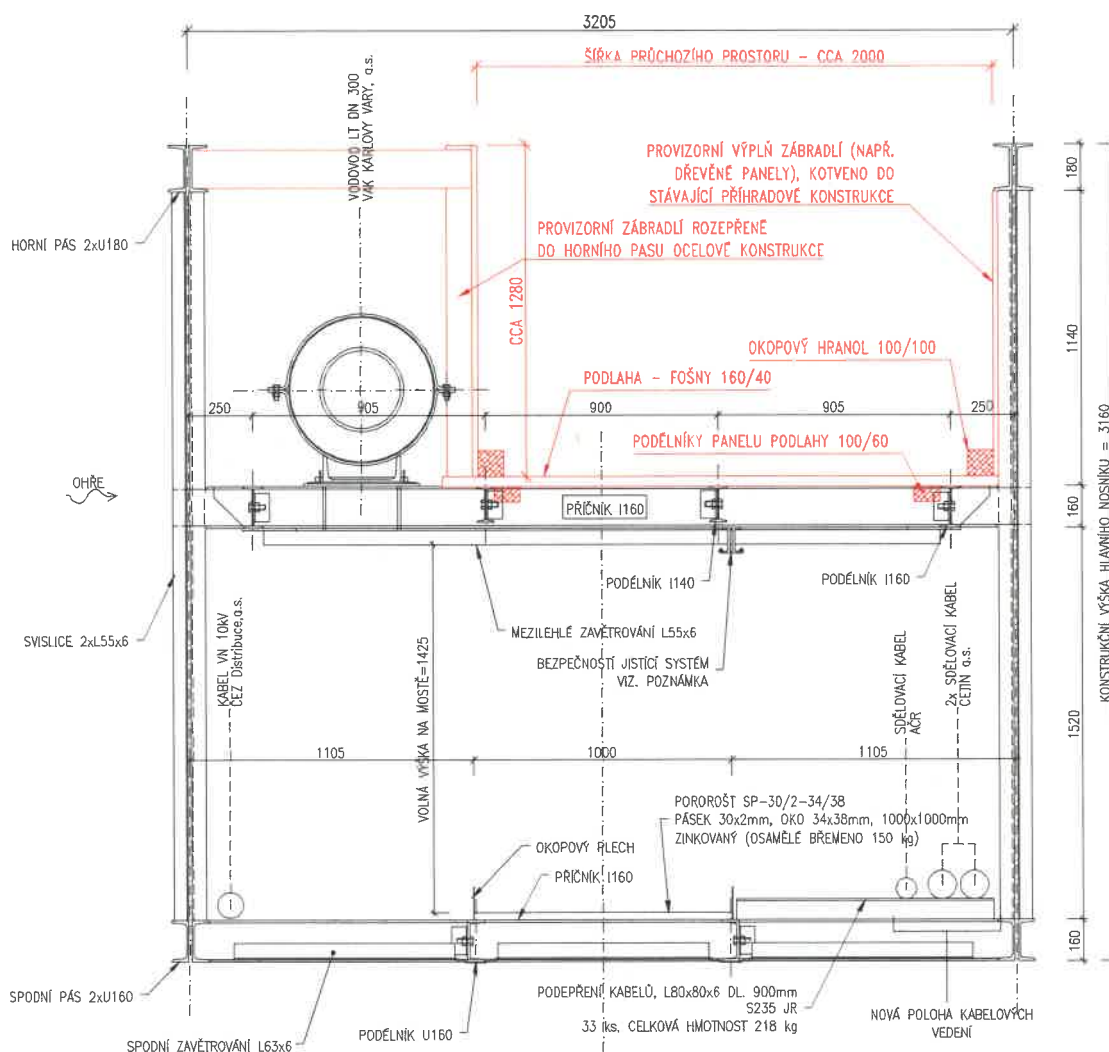 3205
ŠÍŘKA PRŮCHOZÍHO PROSTORU - CCA 2000
VODOVOD LT DN 300
VAK KARLOVY VARY, a.s.
PROVIZORNÍ VÝPLŇ ZÁBRADLÍ (NAPŘ.
DŘEVĚNÉ PANELY), KOTVENO DO
STÁVAJÍCÍ PŘÍHRADOVÉ KONSTRUKCE
180
HORNÍ PÁS 2xU180
PROVIZORNÍ ZÁBRADLÍ ROZEPŘENÉ
DO HORNÍHO PASU OCELOVÉ KONSTRUKCE
CCA 1280
1140
OKOPOVÝ HRANOL 100/100
PODLAHA - FOŠNY 160/40
250
905
900
905
250
PODÉLNÍKY PANELU PODLAHY 100/60
KONSTRUKČNÍ VÝŠKA HLAVNÍHO NOSNÍKU = 3160
OHŘE
PŘÍČNÍK I160
160
PODÉLNÍK I140
PODÉLNÍK I160
SVISLICE 2xL55x6
MEZILEHLÉ ZAVĚTROVÁNÍ L55x6
BEZPEČNOSTÍ JISTÍCÍ SYSTÉM
VIZ. POZNÁMKA
KABEL VN 10kV
ČEZ Distribuce,a.s.
VOLNÁ VÝŠKA NA MOSTĚ=1425
SDĚLOVACÍ KABEL
AČR
2x SDĚLOVACÍ KABEL
CETIN a.s.
1520
1105
1000
1105
POROROŠT SP-30/2-34/38
PÁSEK 30x2mm, OKO 34x38mm, 1000x1000mm
ZINKOVANÝ (OSAMĚLÉ BŘEMENO 150 kg)
OKOPOVÝ PLECH
PŘÍČNÍK I160
160
SPODNÍ PÁS 2xU160
SPODNÍ ZAVĚTROVÁNÍ L63x6
PODÉLNÍK U160
PODEPŘENÍ KABELŮ, L80x80x6 DL. 900mm
S235 JR
33 ks, CELKOVÁ HMOTNOST 218 kg
NOVÁ POLOHA KABELOVÝCH
VEDENÍ